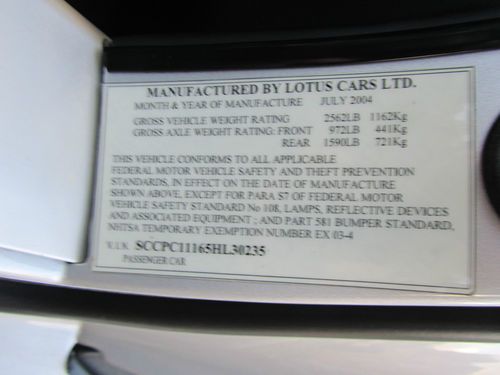 MANUFACTURED BY LOTUS CARS LTD.
MONTH & YEAR OF MANUFACTURE JULY 2004
GROSS VEHICLE WEIGHT RATING 2562LB 1162Kg
GROSS AXLE WEIGHT RATING: FRONT 972LB 441Kg
REAR 1590LB 721Kg
THIS VEHICLE CONFORMS TO ALL APPLICABLE
FEDERAL MOTOR VEHICLE SAFETY AND THEFT PREVENTION
STANDARDS, IN EFFECT ON THE DATE OF MANUFACTURE
SHOWN ABOVE, EXCEPT FOR PARA S7 OF FEDERAL MOTOR
VEHICLE SAFETY STANDARD No 108, LAMPS, REFLECTIVE DEVICES
AND ASSOCIATED EQUIPMENT ; AND PART 581 BUMPER STANDARD,
NHTSA TEMPORARY EXEMPTION NUMBER EX 03-4
V.I.N. SCCPC11165HL30235
PASSENGER CAR